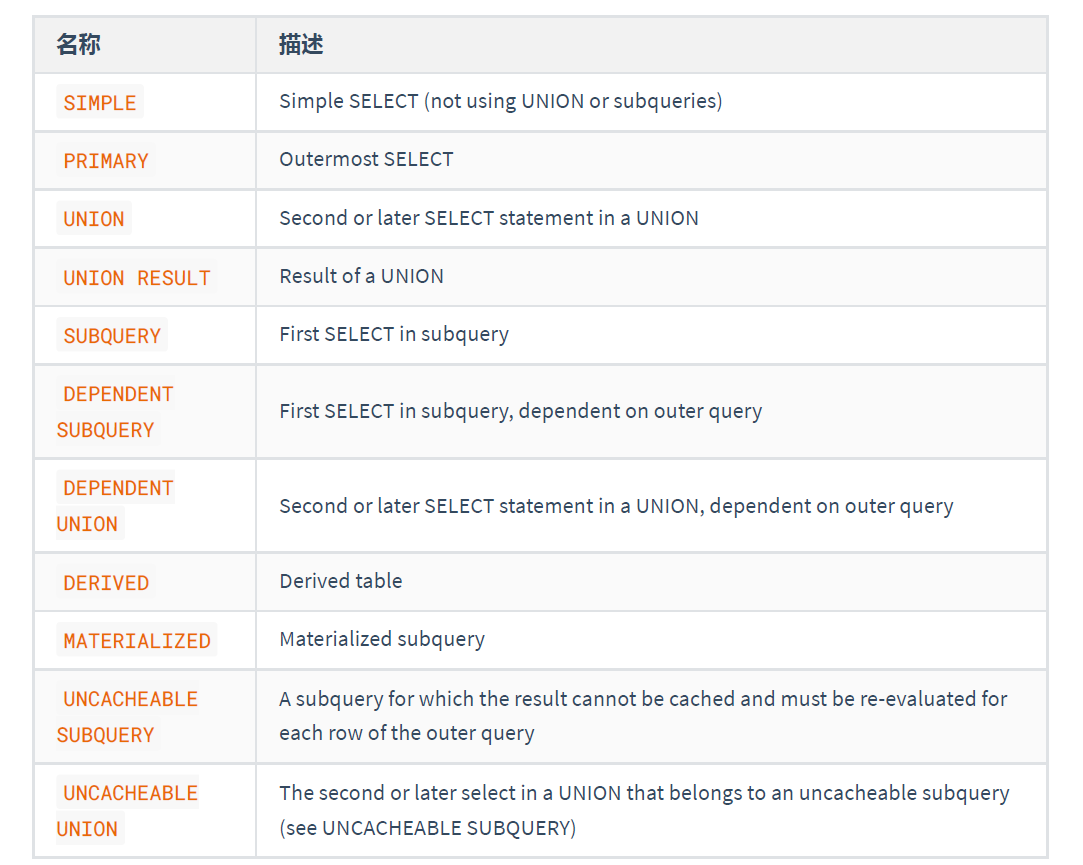 名称 描述
SIMPLE Simple SELECT (not using UNION or subqueries)
PRIMARY Outermost SELECT
UNION Second or later SELECT statement in a UNION
UNION RESULT Result of a UNION
SUBQUERY First SELECT in subquery
DEPENDENT
SUBQUERY
First SELECT in subquery, dependent on outer query
DEPENDENT
UNION
Second or later SELECT statement in a UNION, dependent on outer query
DERIVED Derived table
MATERIALIZED Materialized subquery
UNCACHEABLE
SUBQUERY
A subquery for which the result cannot be cached and must be re-evaluated for
each row of the outer query
UNCACHEABLE
UNION
The second or later select in a UNION that belongs to an uncacheable subquery
(see UNCACHEABLE SUBQUERY)